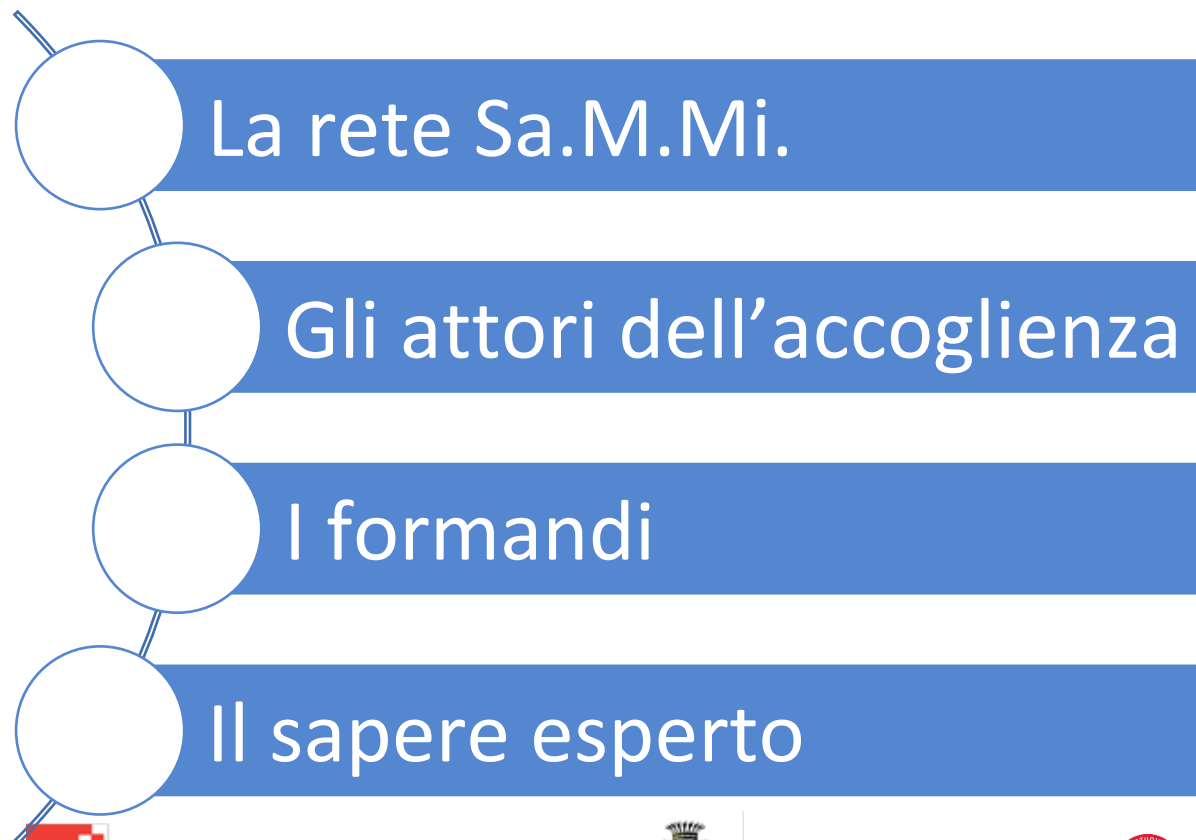 La rete Sa.M.Mi.
Gli attori dell’accoglienza
I formandi
Il sapere esperto